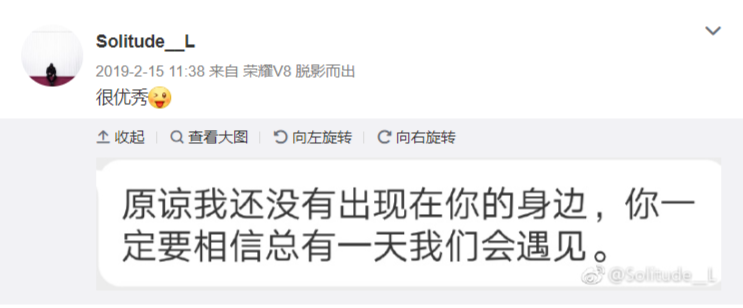 Solitude__L
2019-2-15 11:38 来自 荣耀V8 脱影而出
很优秀
收起 查看大图 向左旋转 向右旋转
原谅我还没有出现在你的身边，你一
定要相信总有一天我们会遇见。
@Solitude__L